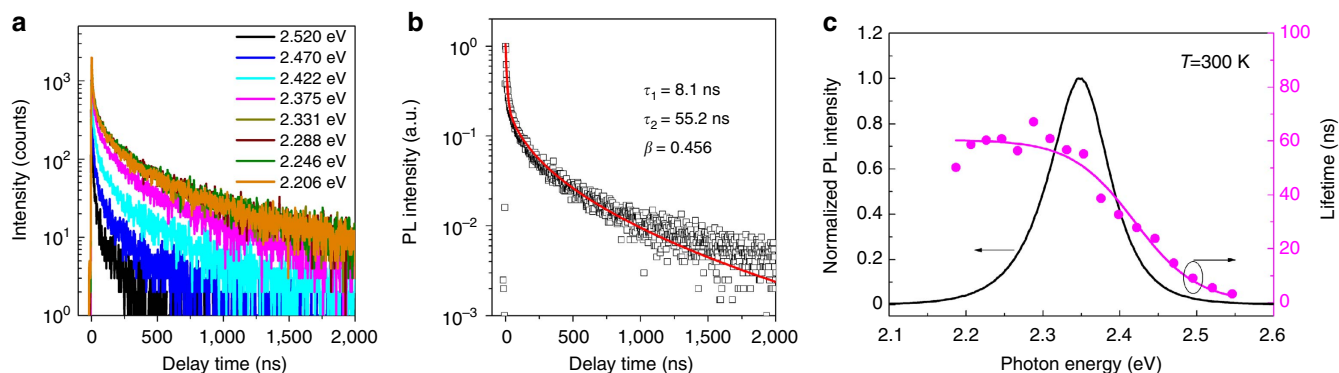 a
2.520 eV
2.470 eV
2.422 eV
2.375 eV
2.331 eV
2.288 eV
2.246 eV
2.206 eV
10³
10²
10¹
10⁰
Intensity (counts)
0 500 1,000 1,500 2,000
Delay time (ns)
b
τ₁ = 8.1 ns
τ₂ = 55.2 ns
β = 0.456
10⁰
10⁻¹
10⁻²
10⁻³
PL intensity (a.u.)
0 500 1,000 1,500 2,000
Delay time (ns)
c
T=300 K
1.2
1.0
0.8
0.6
0.4
0.2
0
Normalized PL intensity
100
80
60
40
20
0
Lifetime (ns)
2.1 2.2 2.3 2.4 2.5 2.6
Photon energy (eV)